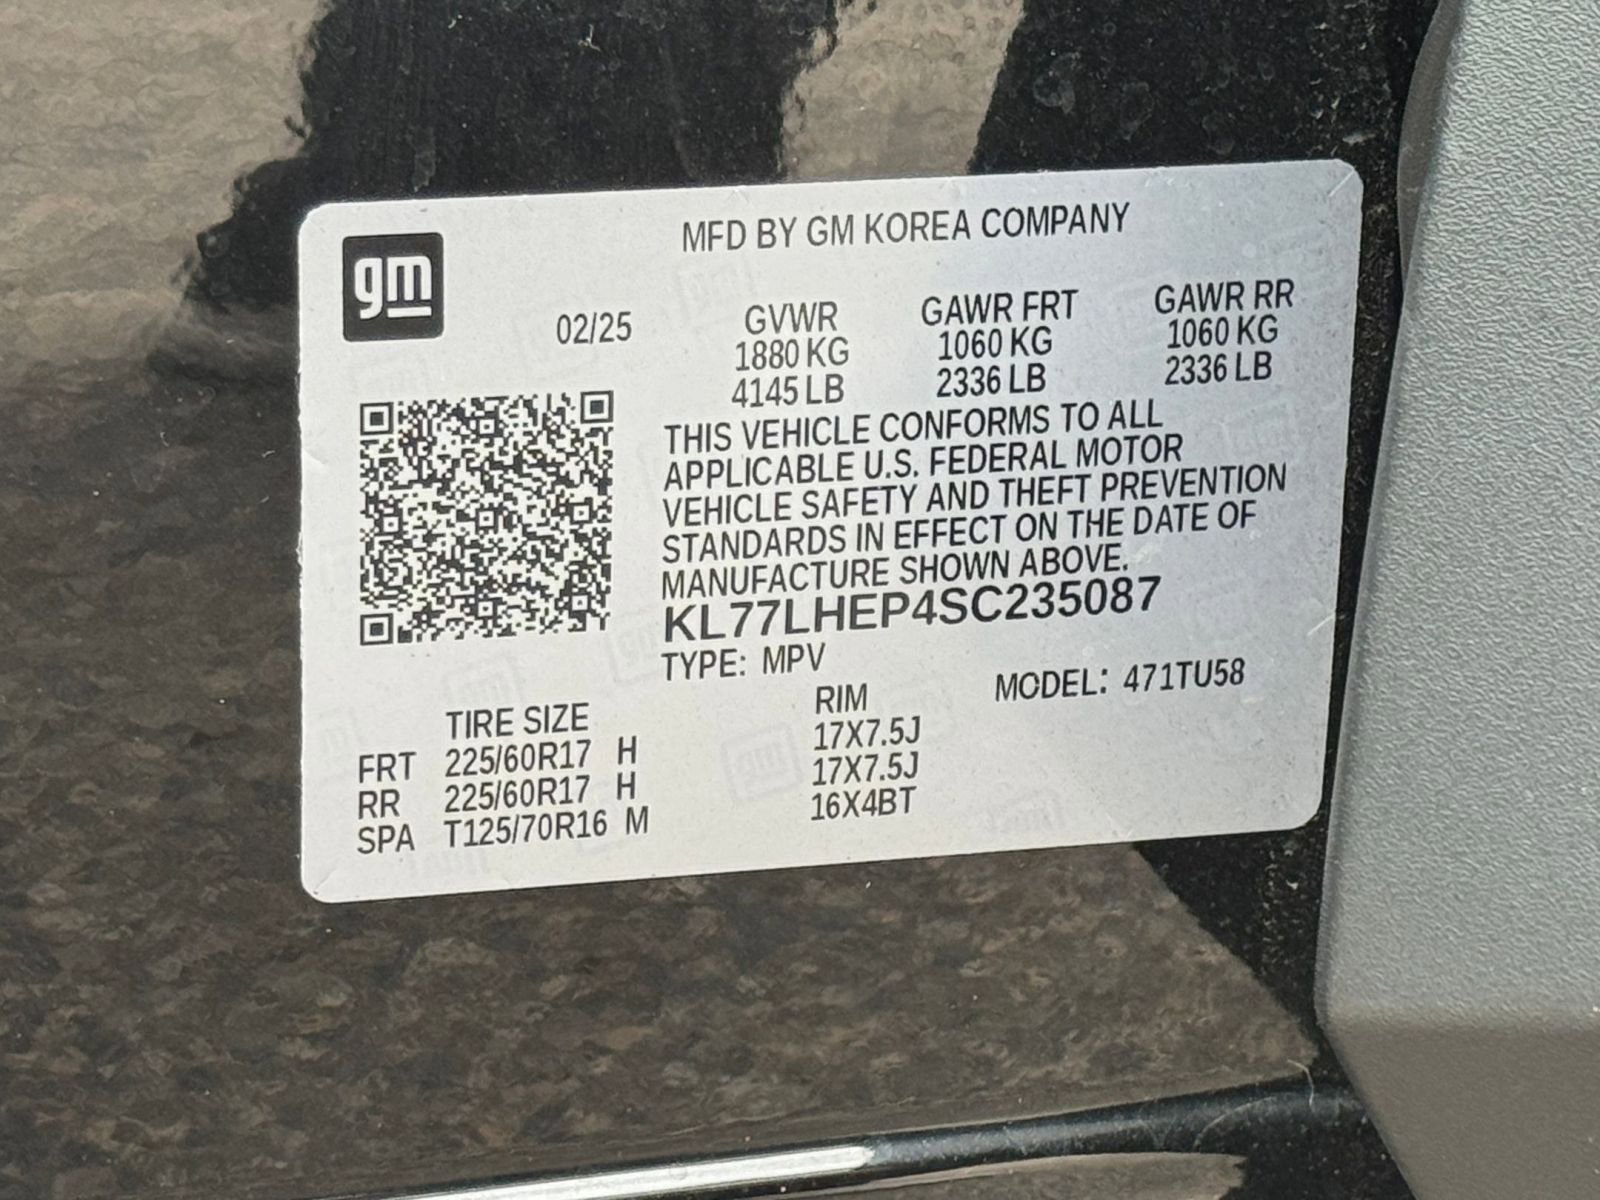 gm
MFD BY GM KOREA COMPANY
02/25 GVWR GAWR FRT GAWR RR
1880 KG 1060 KG 1060 KG
4145 LB 2336 LB 2336 LB
THIS VEHICLE CONFORMS TO ALL
APPLICABLE U.S. FEDERAL MOTOR
VEHICLE SAFETY AND THEFT PREVENTION
STANDARDS IN EFFECT ON THE DATE OF
MANUFACTURE SHOWN ABOVE.
KL77LHEP4SC235087
TYPE: MPV MODEL: 471TU58
TIRE SIZE RIM
FRT 225/60R17 H 17X7.5J
RR 225/60R17 H 17X7.5J
SPA T125/70R16 M 16X4BT